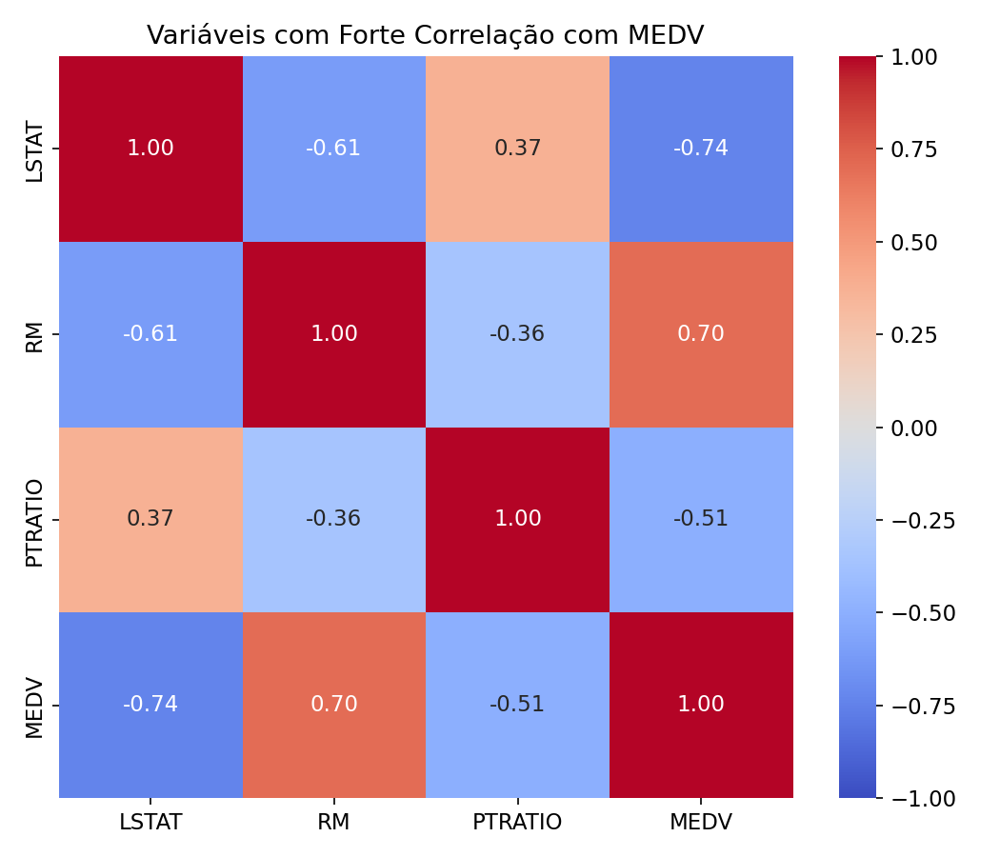 Variáveis com Forte Correlação com MEDV
LSTAT 1.00 -0.61 0.37 -0.74
RM -0.61 1.00 -0.36 0.70
PTRATIO 0.37 -0.36 1.00 -0.51
MEDV -0.74 0.70 -0.51 1.00
LSTAT RM PTRATIO MEDV
1.00
0.75
0.50
0.25
0.00
−0.25
−0.50
−0.75
−1.00